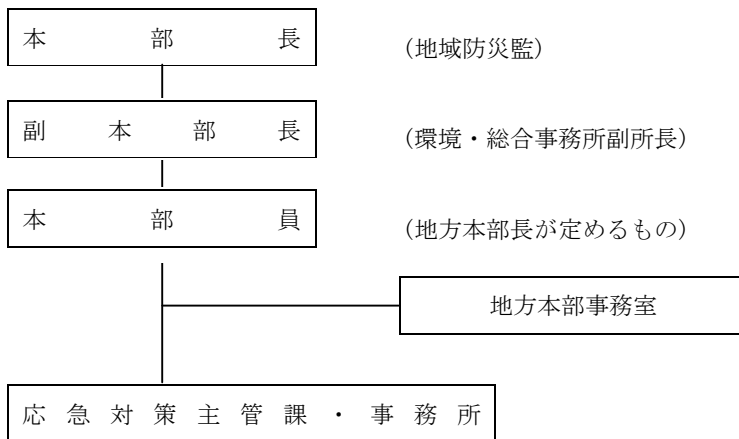 本部長
(地域防災監)
副本部長
(環境・総合事務所副所長)
本部員
(地方本部長が定めるもの)
地方本部事務室
応急対策主管課・事務所